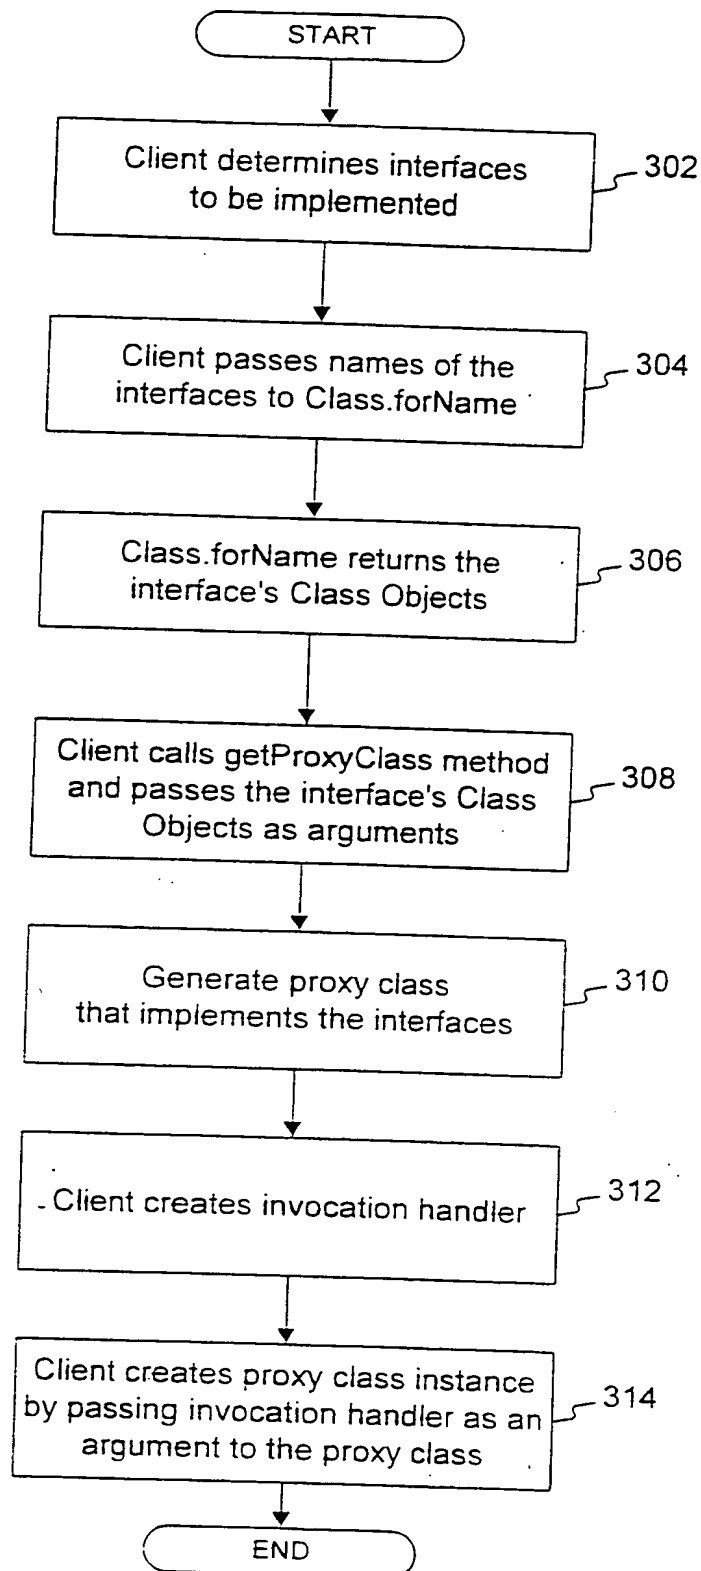 START
Client determines interfaces
to be implemented
302
Client passes names of the
interfaces to Class.forName
304
Class.forName returns the
interface's Class Objects
306
Client calls getProxyClass method
and passes the interface's Class
Objects as arguments
308
Generate proxy class
that implements the interfaces
310
Client creates invocation handler
312
Client creates proxy class instance
by passing invocation handler as an
argument to the proxy class
314
END